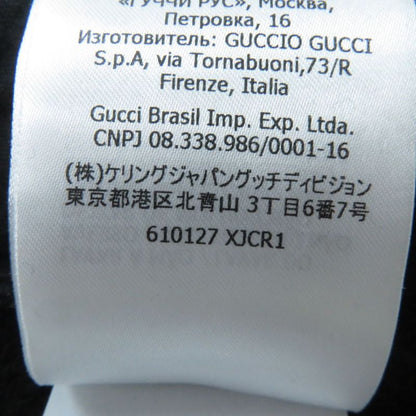 «ГУЧЧИ РУС», Москва,
Петровка, 16
Изготовитель: GUCCIO GUCCI
S.p.A, via Tornabuoni,73/R
Firenze, Italia
Gucci Brasil Imp. Exp. Ltda.
CNPJ 08.338.986/0001-16
(株)ケリングジャパングッチディビジョン
東京都港区北青山 3丁目6番7号
610127 XJCR1